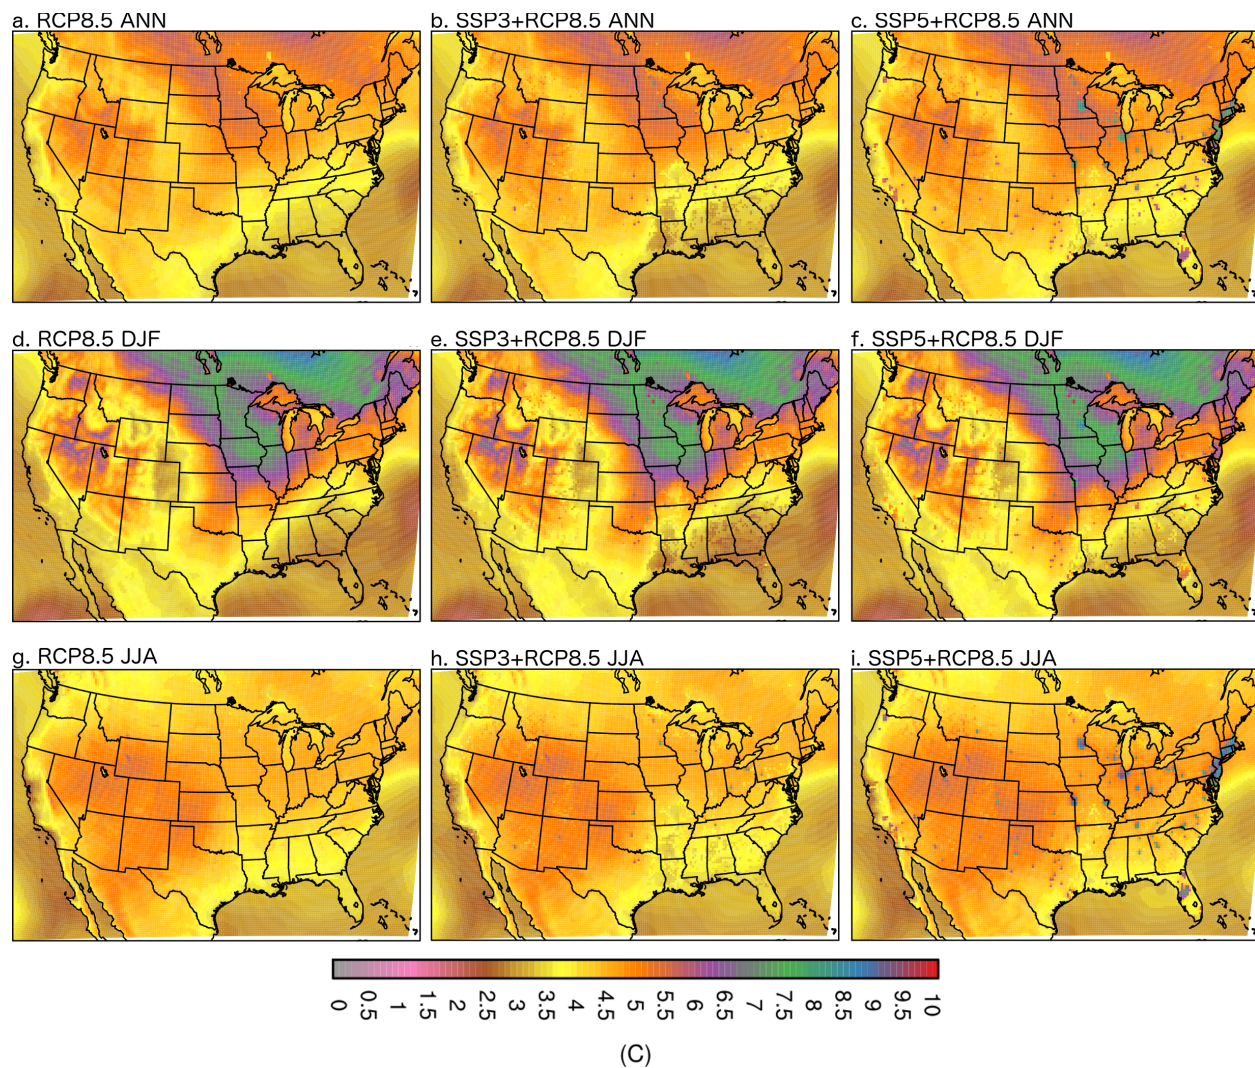 a. RCP8.5 ANN
b. SSP3+RCP8.5 ANN
c. SSP5+RCP8.5 ANN
d. RCP8.5 DJF
e. SSP3+RCP8.5 DJF
f. SSP5+RCP8.5 DJF
g. RCP8.5 JJA
h. SSP3+RCP8.5 JJA
i. SSP5+RCP8.5 JJA
0 0.5 1 1.5 2 2.5 3 3.5 4 4.5 5 5.5 6 6.5 7 7.5 8 8.5 9 9.5 10
(C)